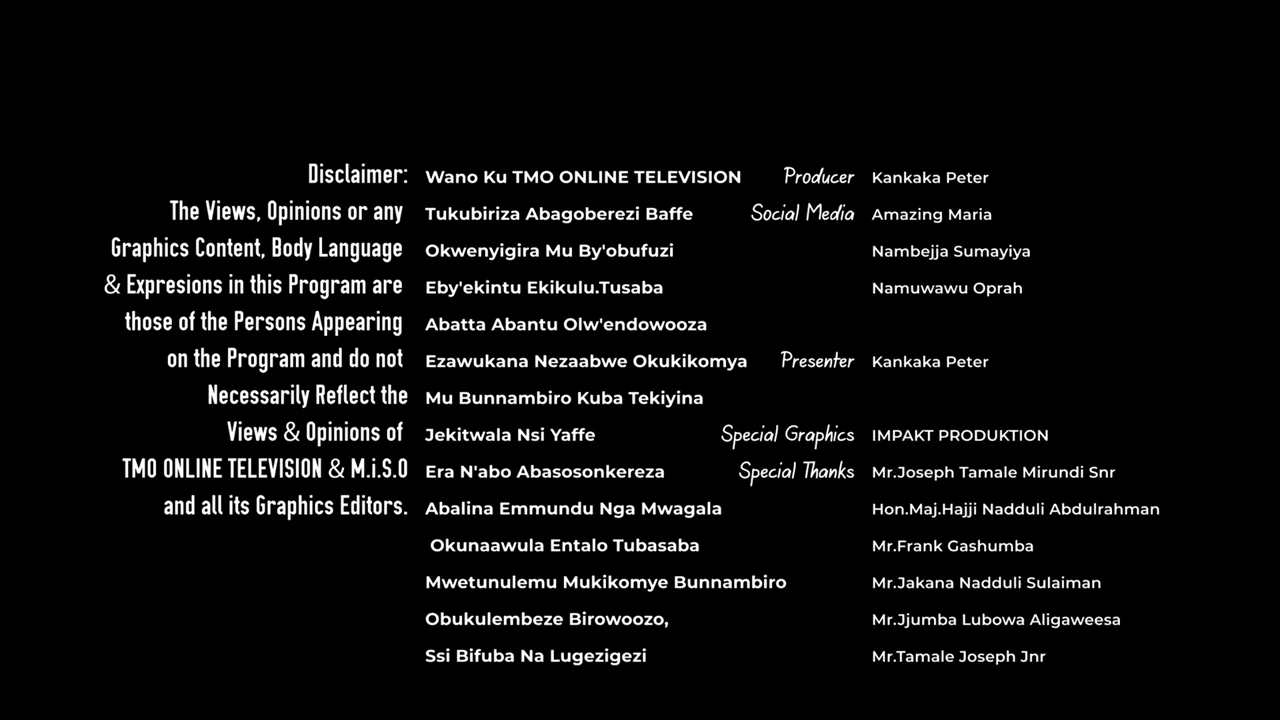 Disclaimer:
The Views, Opinions or any
Graphics Content, Body Language
& Expresions in this Program are
those of the Persons Appearing
on the Program and do not
Necessarily Reflect the
Views & Opinions of
TMO ONLINE TELEVISION & M.i.S.O
and all its Graphics Editors.
Wano Ku TMO ONLINE TELEVISION
Tukubiriza Abagoberezi Baffe
Okwenyigira Mu By'obufuzi
Eby'ekintu Ekikulu.Tusaba
Abatta Abantu Olw'endowooza
Ezawukana Nezaabwe Okukikomya
Mu Bunnambiro Kuba Tekiyina
Jekitwala Nsi Yaffe
Era N'abo Abasosonkereza
Abalina Emmundu Nga Mwagala
Okunaawula Entalo Tubasaba
Mwetunulemu Mukikomye Bunnambiro
Obukulembeze Birowoozo,
Ssi Bifuba Na Lugezigezi
Producer Kankaka Peter
Social Media Amazing Maria
Nambejja Sumayiya
Namuwawu Oprah
Presenter Kankaka Peter
Special Graphics IMPAKT PRODUKTION
Special Thanks Mr.Joseph Tamale Mirundi Snr
Hon.Maj.Hajji Nadduli Abdulrahman
Mr.Frank Gashumba
Mr.Jakana Nadduli Sulaiman
Mr.Jjumba Lubowa Aligaweesa
Mr.Tamale Joseph Jnr